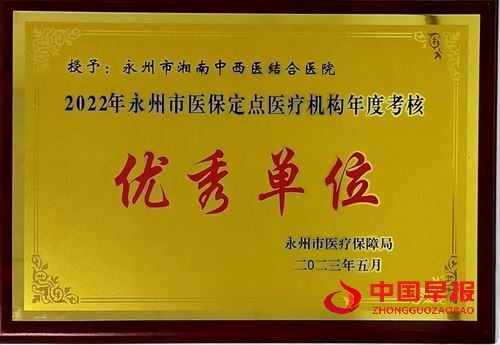 授予：永州市湘南中西医结合医院
2022年永州市医保定点医疗机构年度考核
优秀单位
永州市医疗保障局
二〇二三年五月
中国早报
ZHONGGUOZAOBAO